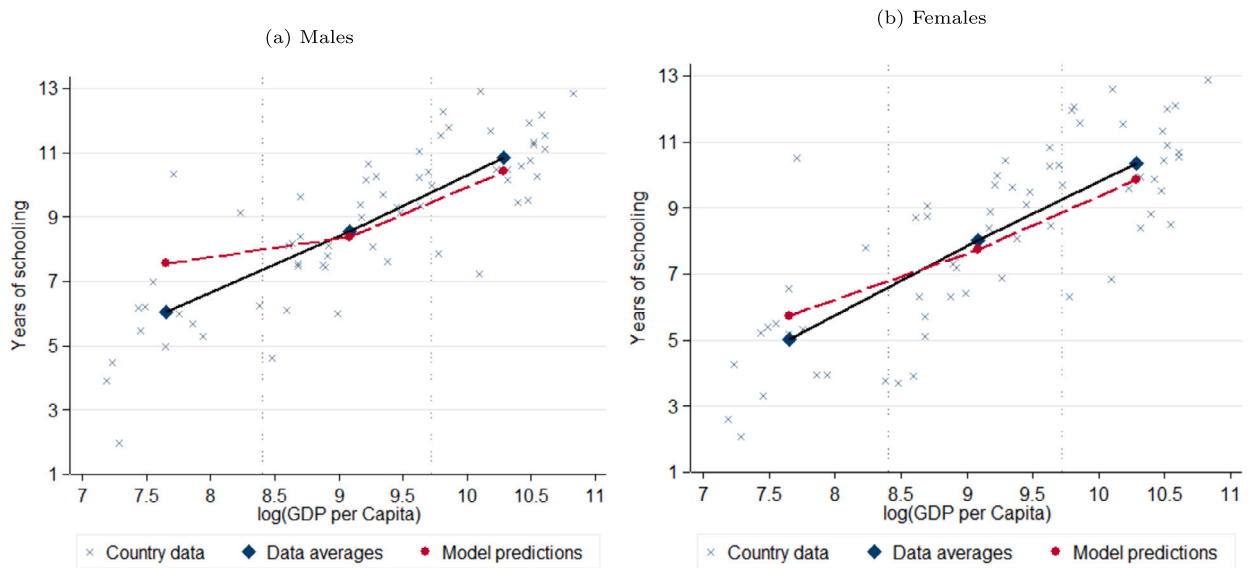 (a) Males
13
11
9
7
5
3
1
Years of schooling
7 7.5 8 8.5 9 9.5 10 10.5 11
log(GDP per Capita)
Country data Data averages Model predictions
(b) Females
13
11
9
7
5
3
1
Years of schooling
7 7.5 8 8.5 9 9.5 10 10.5 11
log(GDP per Capita)
Country data Data averages Model predictions